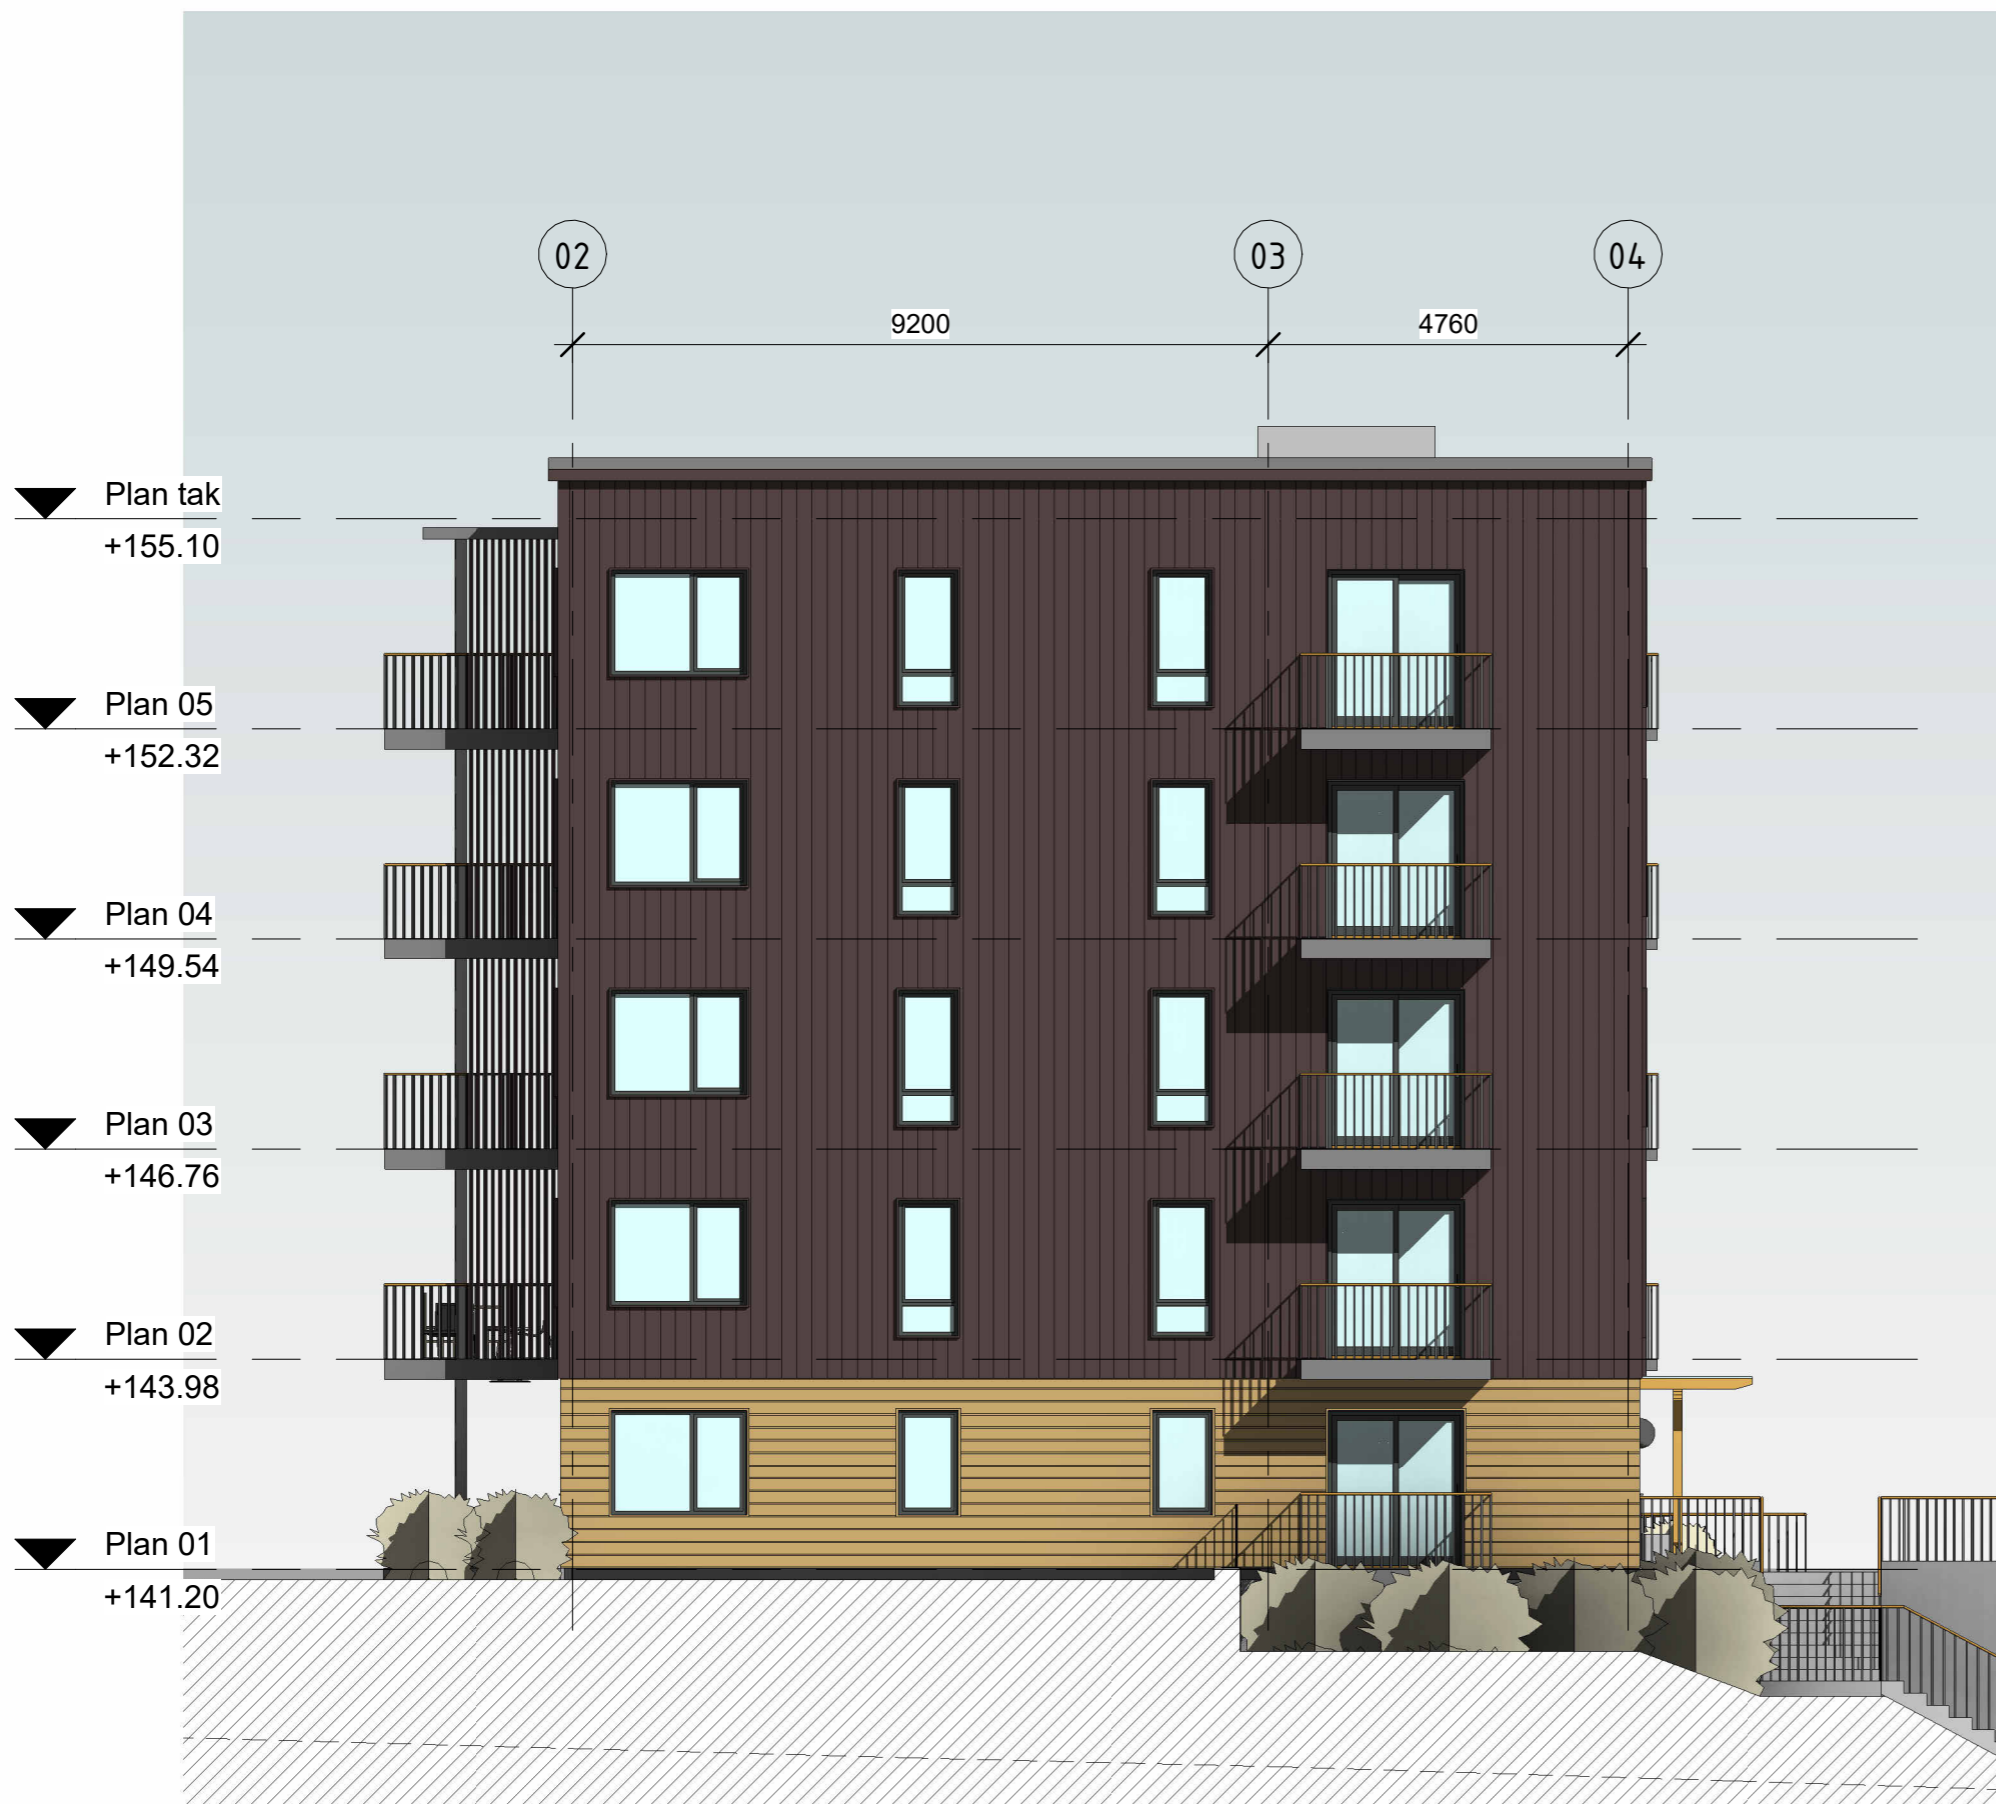 02
03
04
9200
4760
Plan tak
+155.10
Plan 05
+152.32
Plan 04
+149.54
Plan 03
+146.76
Plan 02
+143.98
Plan 01
+141.20